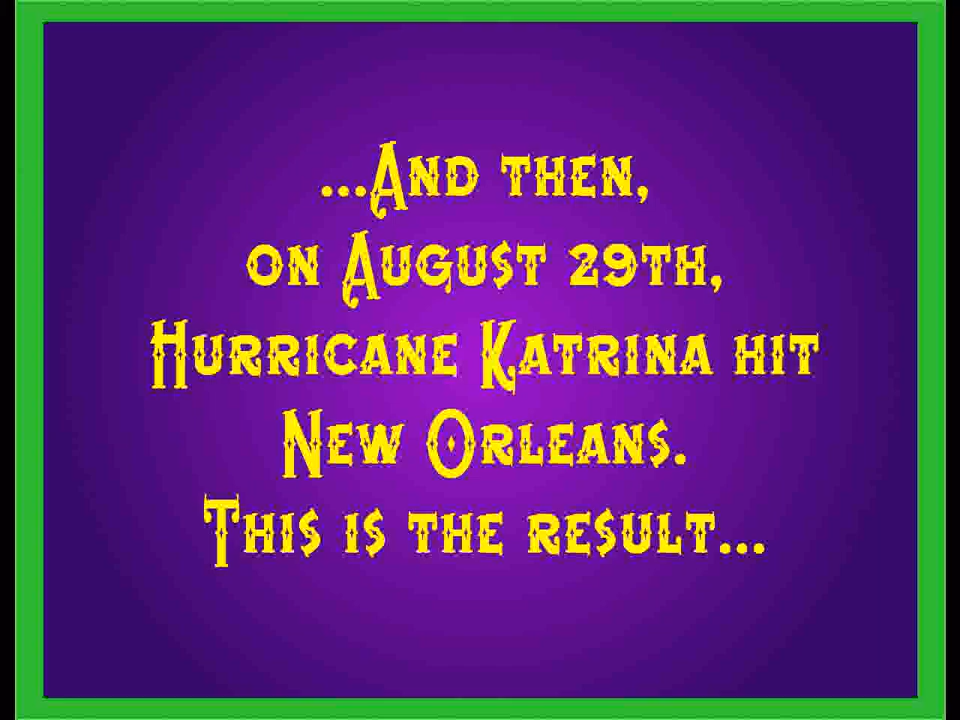 ...And then,
on August 29th,
Hurricane Katrina hit
New Orleans.
This is the result...